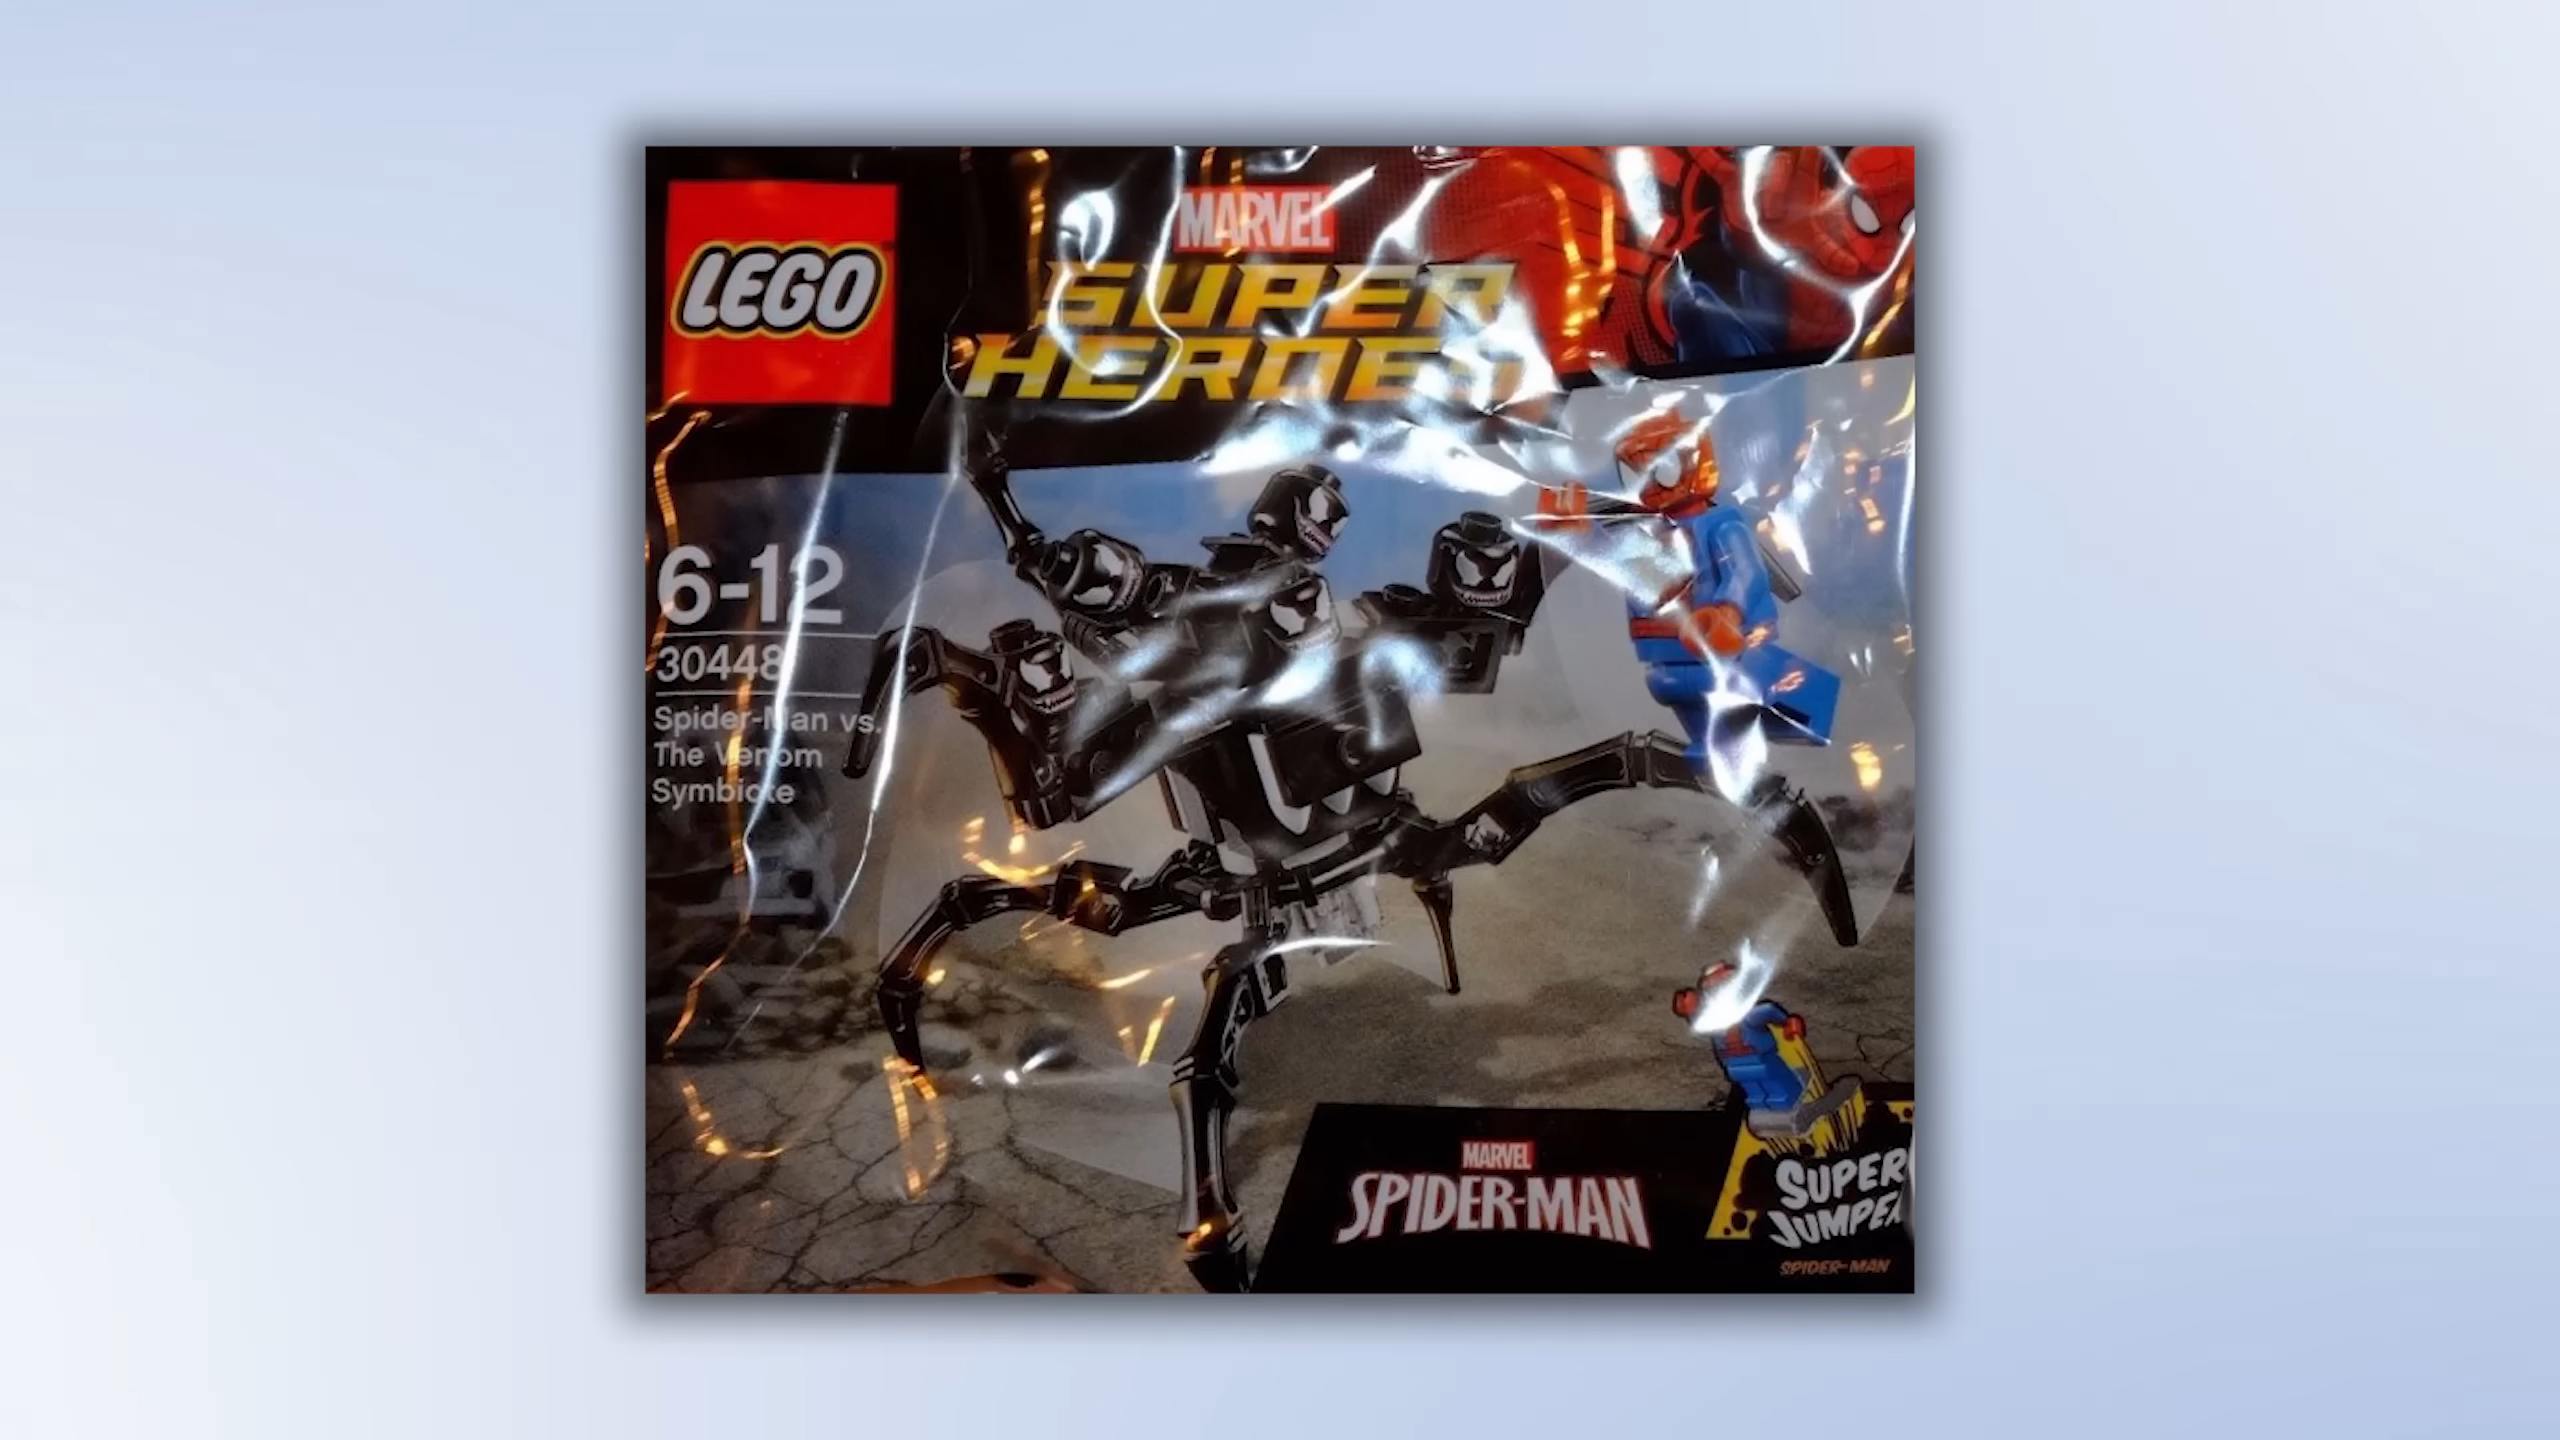 LEGO
MARVEL
SUPER
HEROES
6-12
30448
Spider-Man vs.
The Venom
Symbiote
MARVEL
SPIDER-MAN
SUPER
JUMPER
SPIDER-MAN